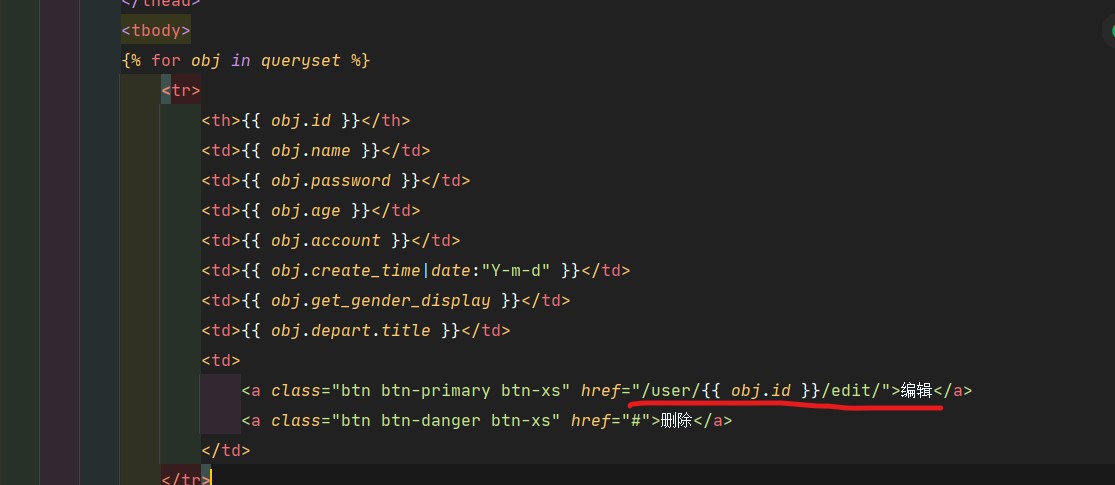 </thead>
<tbody>
{% for obj in queryset %}
<tr>
<th>{{ obj.id }}</th>
<td>{{ obj.name }}</td>
<td>{{ obj.password }}</td>
<td>{{ obj.age }}</td>
<td>{{ obj.account }}</td>
<td>{{ obj.create_time|date:"Y-m-d" }}</td>
<td>{{ obj.get_gender_display }}</td>
<td>{{ obj.depart.title }}</td>
<td>
<a class="btn btn-primary btn-xs" href="/user/{{ obj.id }}/edit/">编辑</a>
<a class="btn btn-danger btn-xs" href="#">删除</a>
</td>
</tr>